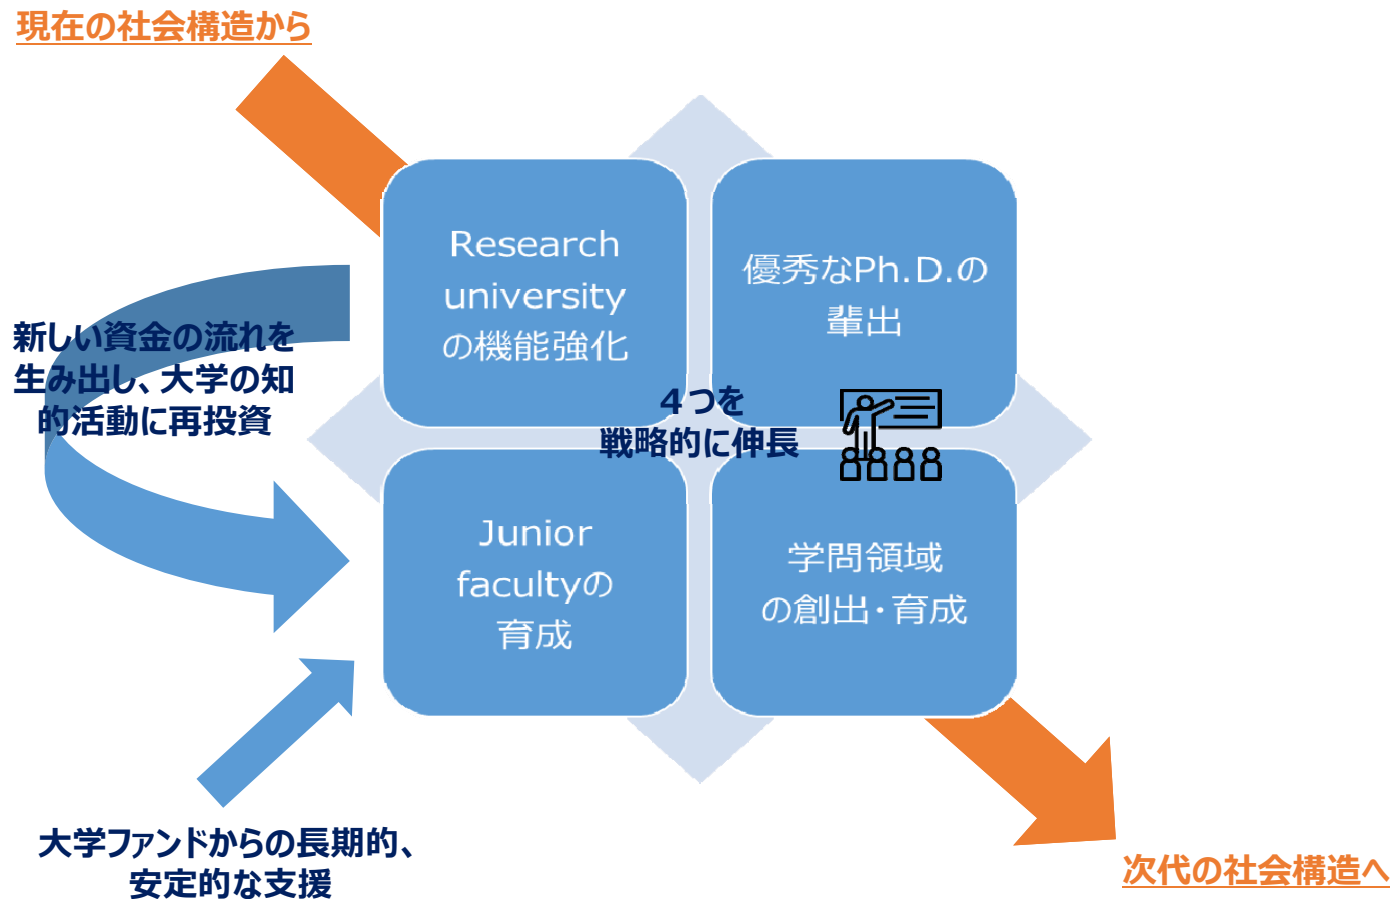 現在の社会構造から
Research
university
の機能強化
優秀なPh.D.の
輩出
新しい資金の流れを
生み出し、大学の知
的活動に再投資
４つを
戦略的に伸長
Junior
facultyの
育成
学問領域
の創出・育成
大学ファンドからの長期的、
安定的な支援
次代の社会構造へ